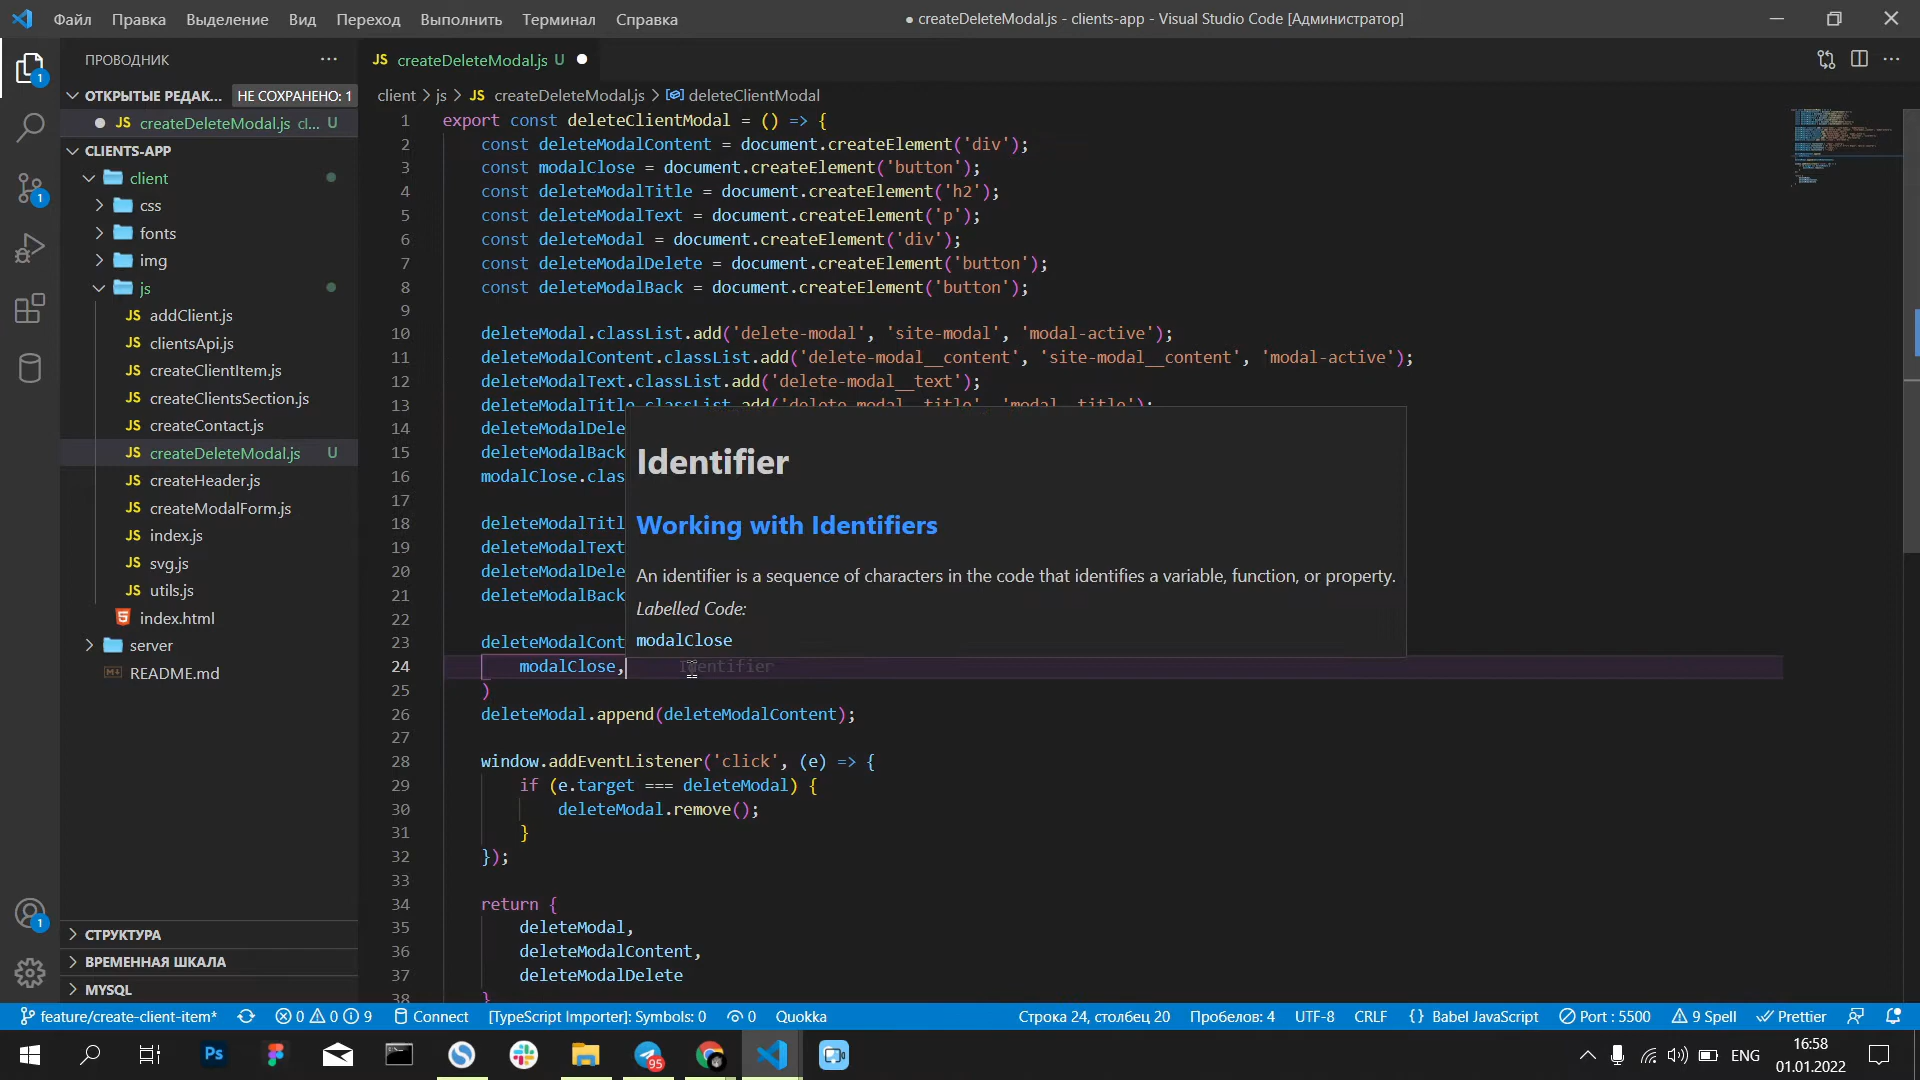 Файл Правка Выделение Вид Переход Выполнить Терминал Справка
● createDeleteModal.js - clients-app - Visual Studio Code [Администратор]
ПРОВОДНИК ···
JS createDeleteModal.js U ●
ОТКРЫТЫЕ РЕДАК... НЕ СОХРАНЕНО: 1
● JS createDeleteModal.js cl... U
CLIENTS-APP
client
css
fonts
img
js
JS addClient.js
JS clientsApi.js
JS createClientItem.js
JS createClientsSection.js
JS createContact.js
JS createDeleteModal.js U
JS createHeader.js
JS createModalForm.js
JS index.js
JS svg.js
JS utils.js
index.html
server
README.md
СТРУКТУРА
ВРЕМЕННАЯ ШКАЛА
MYSQL
client > js > JS createDeleteModal.js > deleteClientModal
1 export const deleteClientModal = () => {
2 const deleteModalContent = document.createElement('div');
3 const modalClose = document.createElement('button');
4 const deleteModalTitle = document.createElement('h2');
5 const deleteModalText = document.createElement('p');
6 const deleteModal = document.createElement('div');
7 const deleteModalDelete = document.createElement('button');
8 const deleteModalBack = document.createElement('button');
9
10 deleteModal.classList.add('delete-modal', 'site-modal', 'modal-active');
11 deleteModalContent.classList.add('delete-modal__content', 'site-modal__content', 'modal-active');
12 deleteModalText.classList.add('delete-modal__text');
13 deleteModalTitle.classList.add('delete-modal__title', 'modal__title');
14 deleteModalDele
15 deleteModalBack
16 modalClose.clas
17
18 deleteModalTitl
19 deleteModalText
20 deleteModalDele
21 deleteModalBack
22
23 deleteModalCont
24 modalClose, Identifier
25 )
26 deleteModal.append(deleteModalContent);
27
28 window.addEventListener('click', (e) => {
29 if (e.target === deleteModal) {
30 deleteModal.remove();
31 }
32 });
33
34 return {
35 deleteModal,
36 deleteModalContent,
37 deleteModalDelete
38 }
Identifier
Working with Identifiers
An identifier is a sequence of characters in the code that identifies a variable, function, or property.
Labelled Code:
modalClose
feature/create-client-item* 0 0 9 Connect [TypeScript Importer]: Symbols: 0 0 Quokka Строка 24, столбец 20 Пробелов: 4 UTF-8 CRLF {} Babel JavaScript Port : 5500 9 Spell Prettier
Ps 95 ENG 16:58
01.01.2022